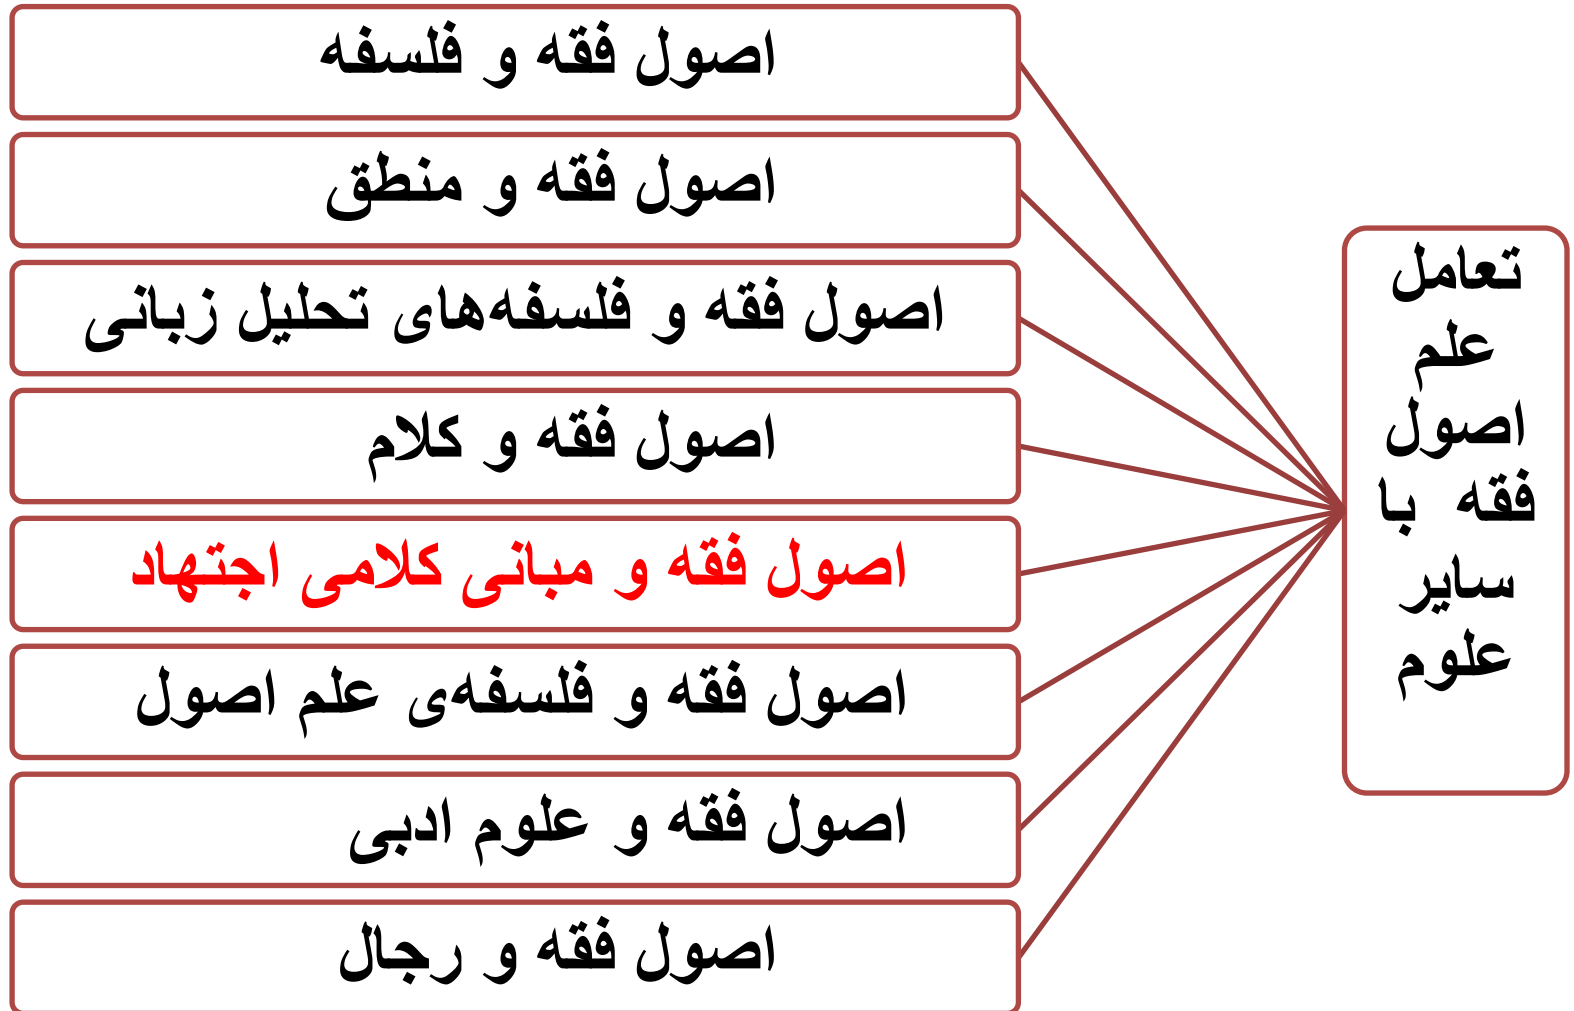 تعامل
علم
اصول
فقه با
سایر
علوم
اصول فقه و فلسفه
اصول فقه و منطق
اصول فقه و فلسفه‌های تحلیل زبانی
اصول فقه و کلام
اصول فقه و مبانی کلامی اجتهاد
اصول فقه و فلسفه‌ی علم اصول
اصول فقه و علوم ادبی
اصول فقه و رجال